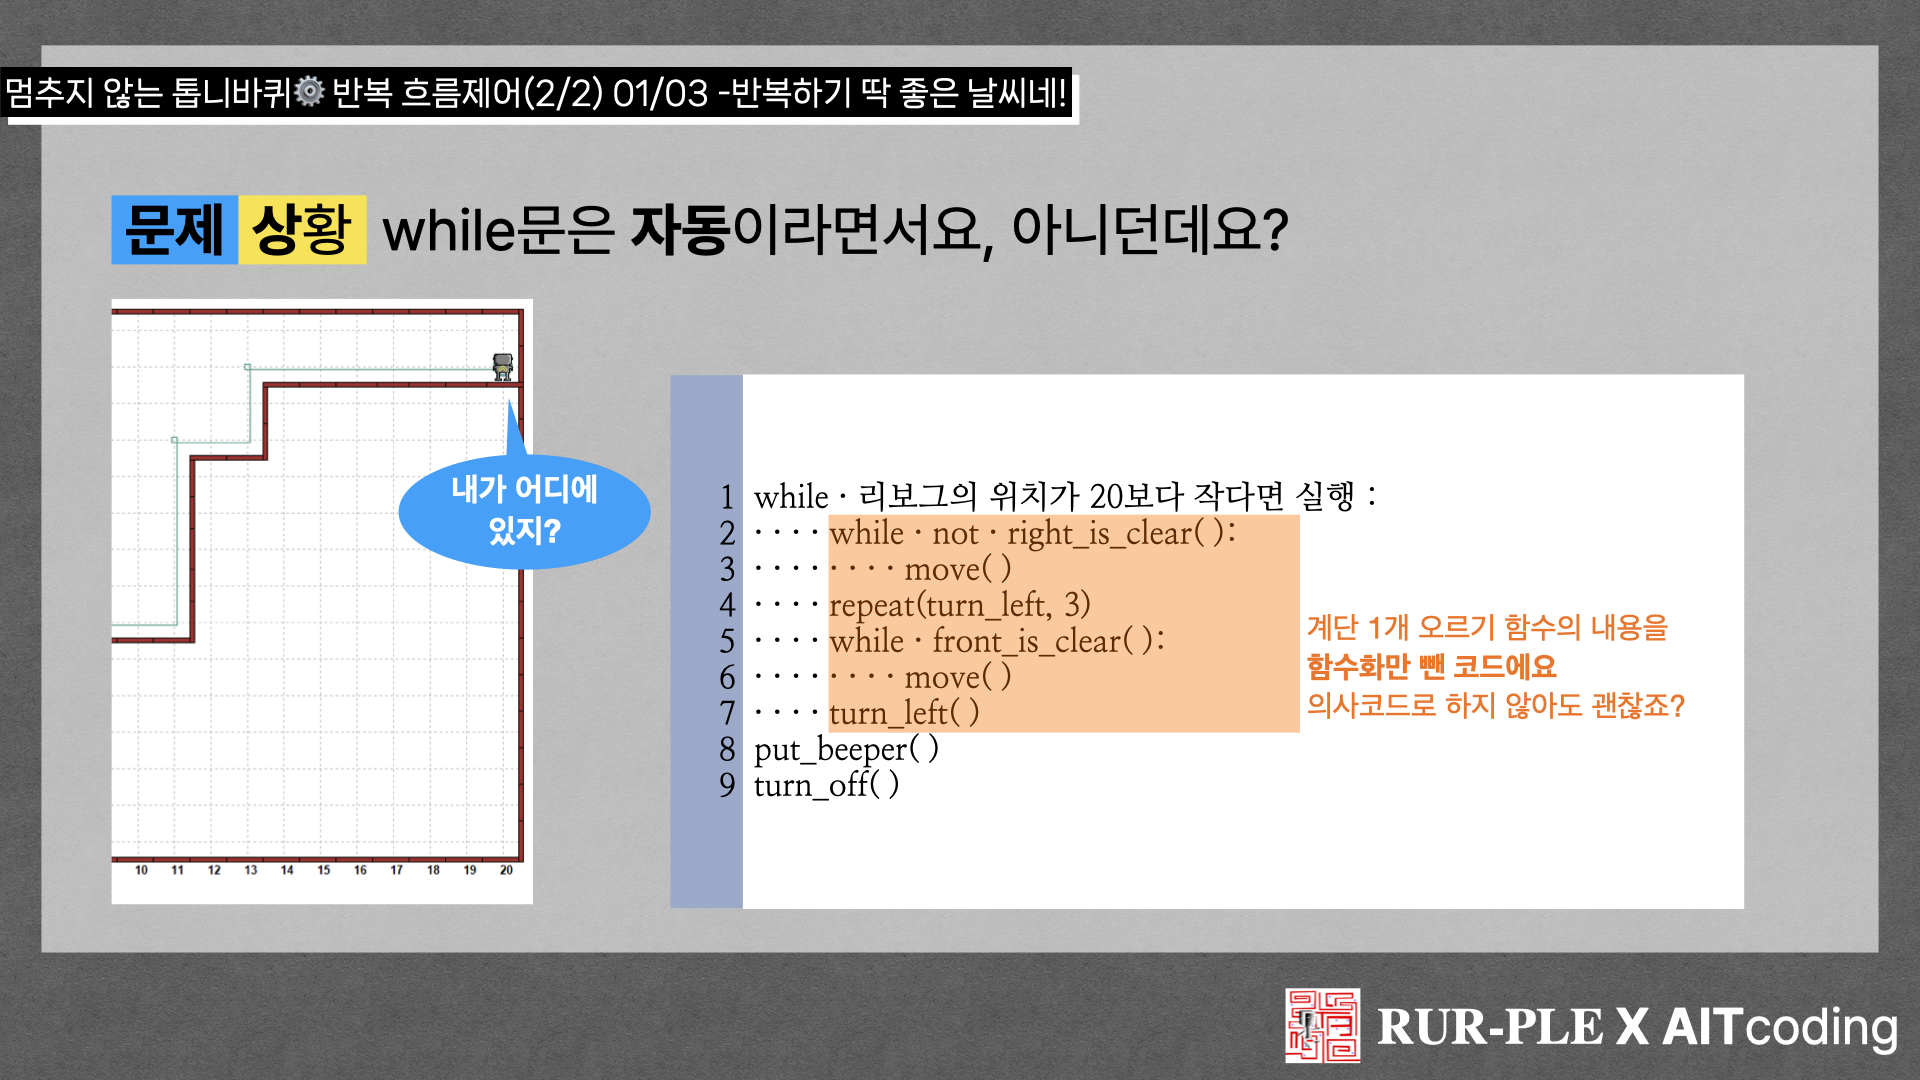 멈추지 않는 톱니바퀴⚙️ 반복 흐름제어(2/2) 01/03 -반복하기 딱 좋은 날씨네!
문제 상황 while문은 자동이라면서요, 아니던데요?
내가 어디에
있지?
10 11 12 13 14 15 16 17 18 19 20
1 while · 리보그의 위치가 20보다 작다면 실행 :
2 · · · · while · not · right_is_clear( ):
3 · · · · · · · · move( )
4 · · · · repeat(turn_left, 3)
5 · · · · while · front_is_clear( ):
6 · · · · · · · · move( )
7 · · · · turn_left( )
8 put_beeper( )
9 turn_off( )
계단 1개 오르기 함수의 내용을
함수화만 뺀 코드에요
의사코드로 하지 않아도 괜찮죠?
RUR-PLE X AITcoding